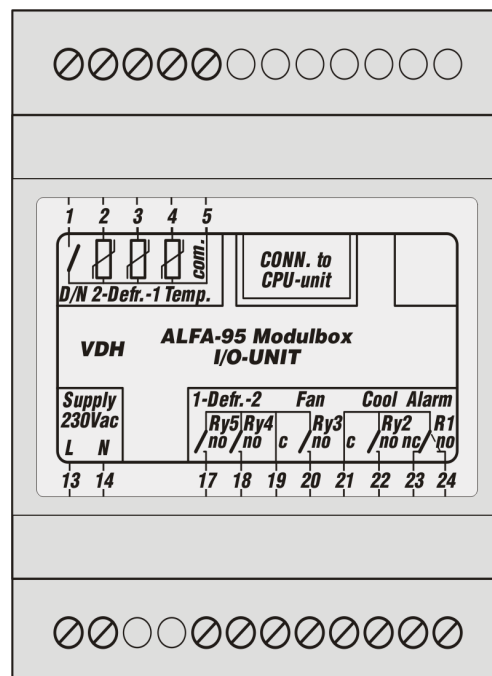 1 2 3 4 5
com.
D/N 2-Defr.-1 Temp.
CONN. to
CPU-unit
VDH
ALFA-95 Modulbox
I/O-UNIT
Supply
230Vac
L N
1-Defr.-2 Fan Cool Alarm
Ry5 Ry4 Ry3 Ry2 R1
no no c no c no nc no
13 14 17 18 19 20 21 22 23 24